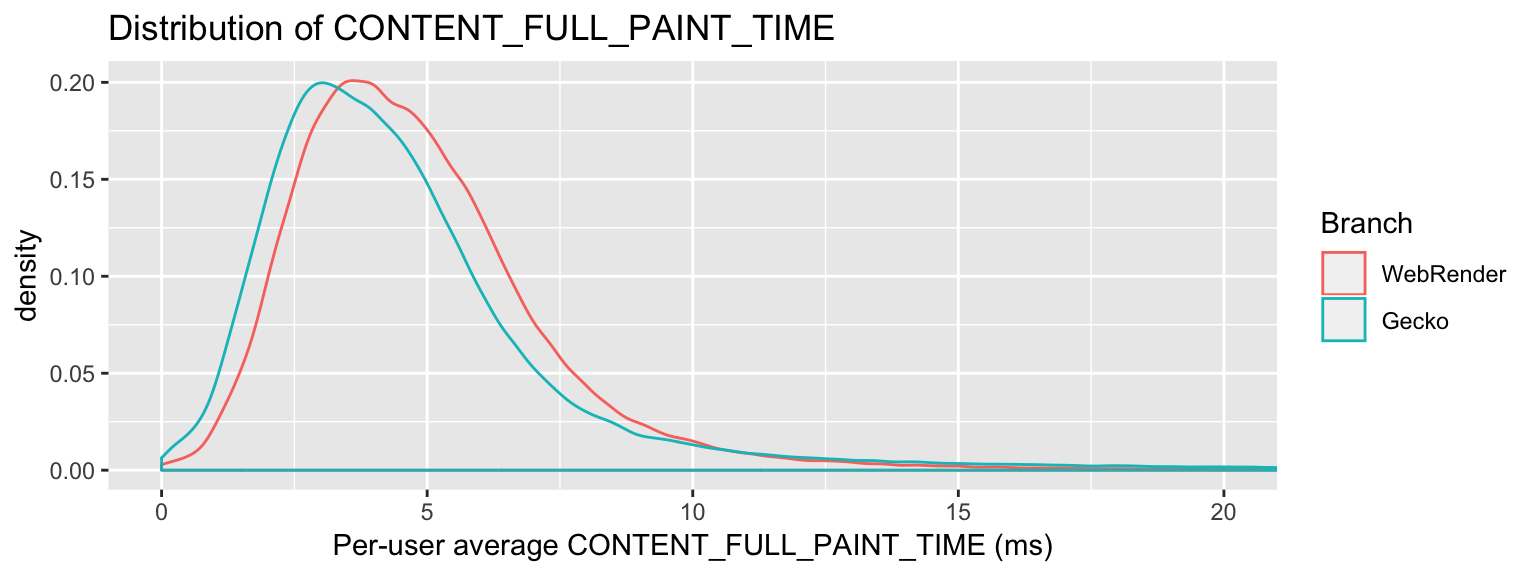 Distribution of CONTENT_FULL_PAINT_TIME
density
0.20
0.15
0.10
0.05
0.00
0 5 10 15 20
Per-user average CONTENT_FULL_PAINT_TIME (ms)
Branch
WebRender
Gecko